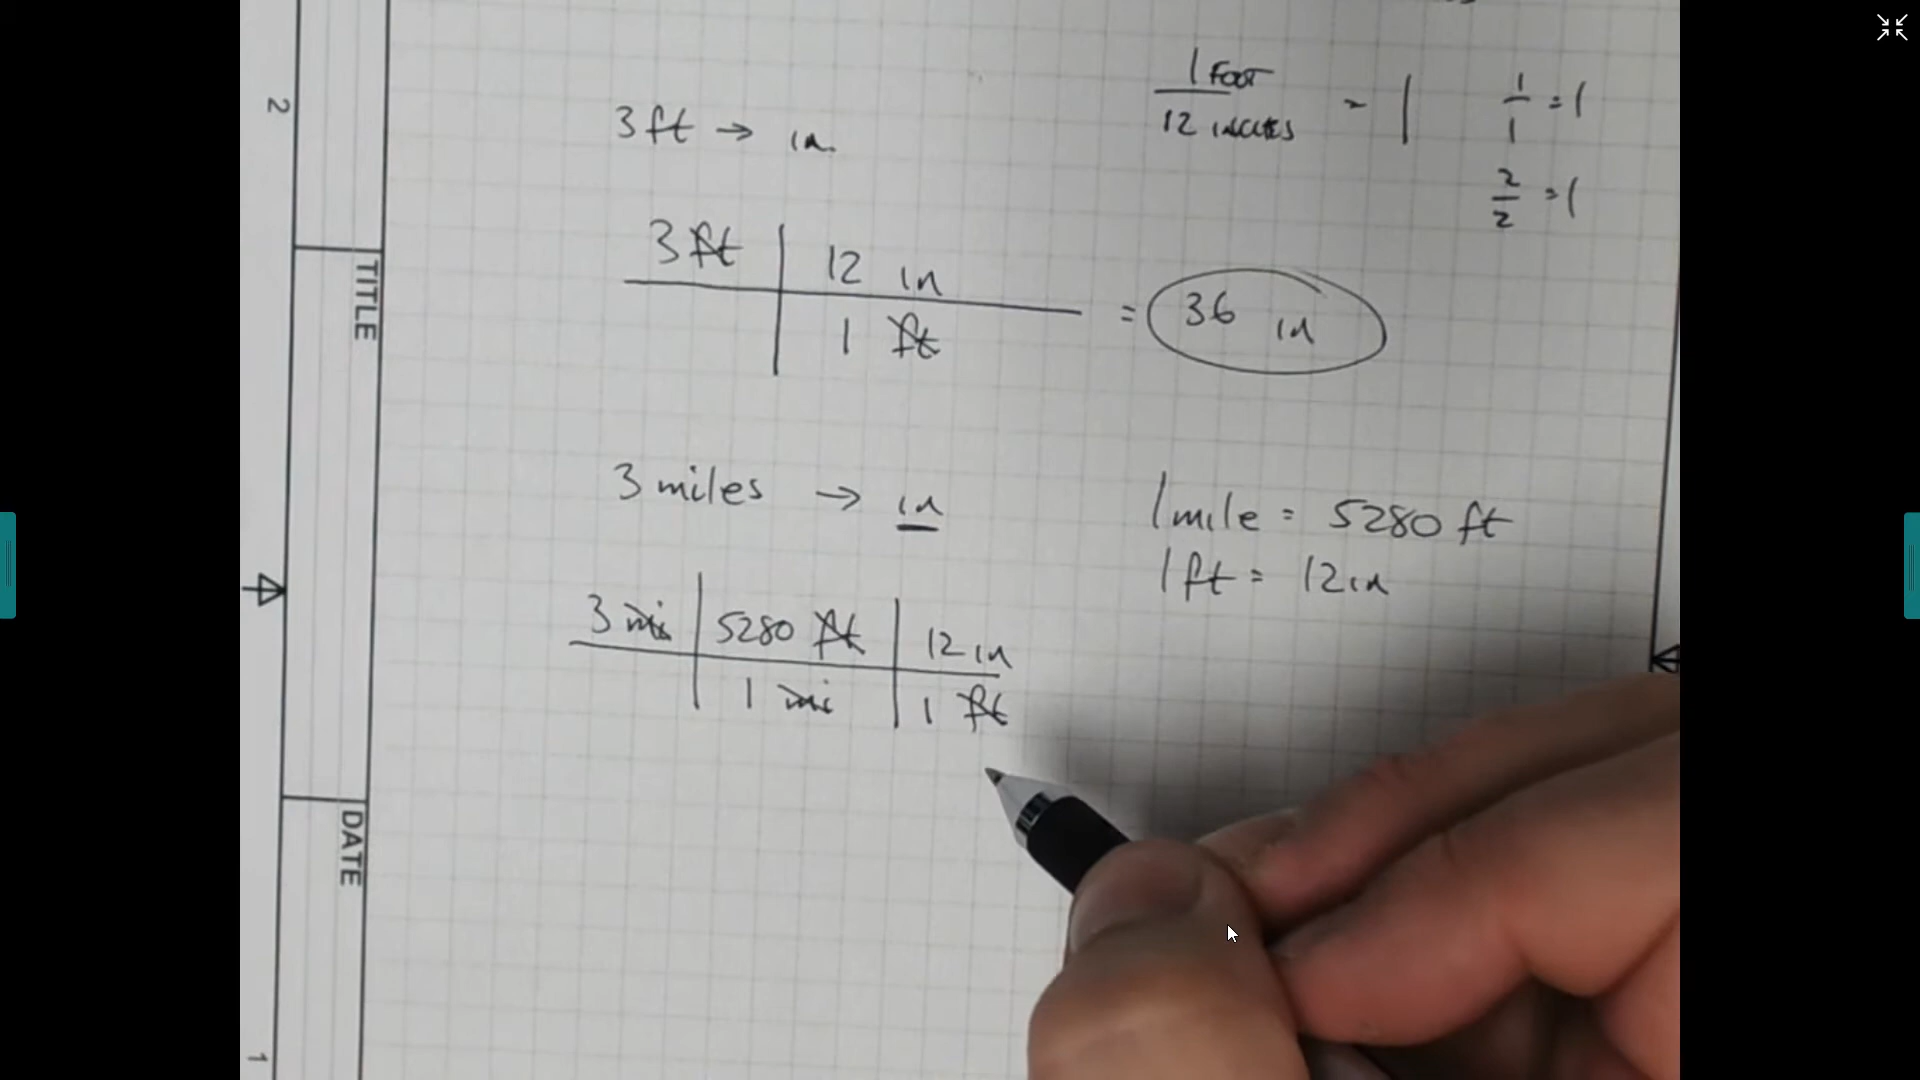 2
TITLE
DATE
1
3 ft → in.
1 FOOT
12 INCHES
= 1
1
1
= 1
2
2
= 1
3 ft | 12 in
1 ft
= 36 in
3 miles → in
1 mile = 5280 ft
1 ft = 12 in
3 mi | 5280 ft | 12 in
1 mi | 1 ft